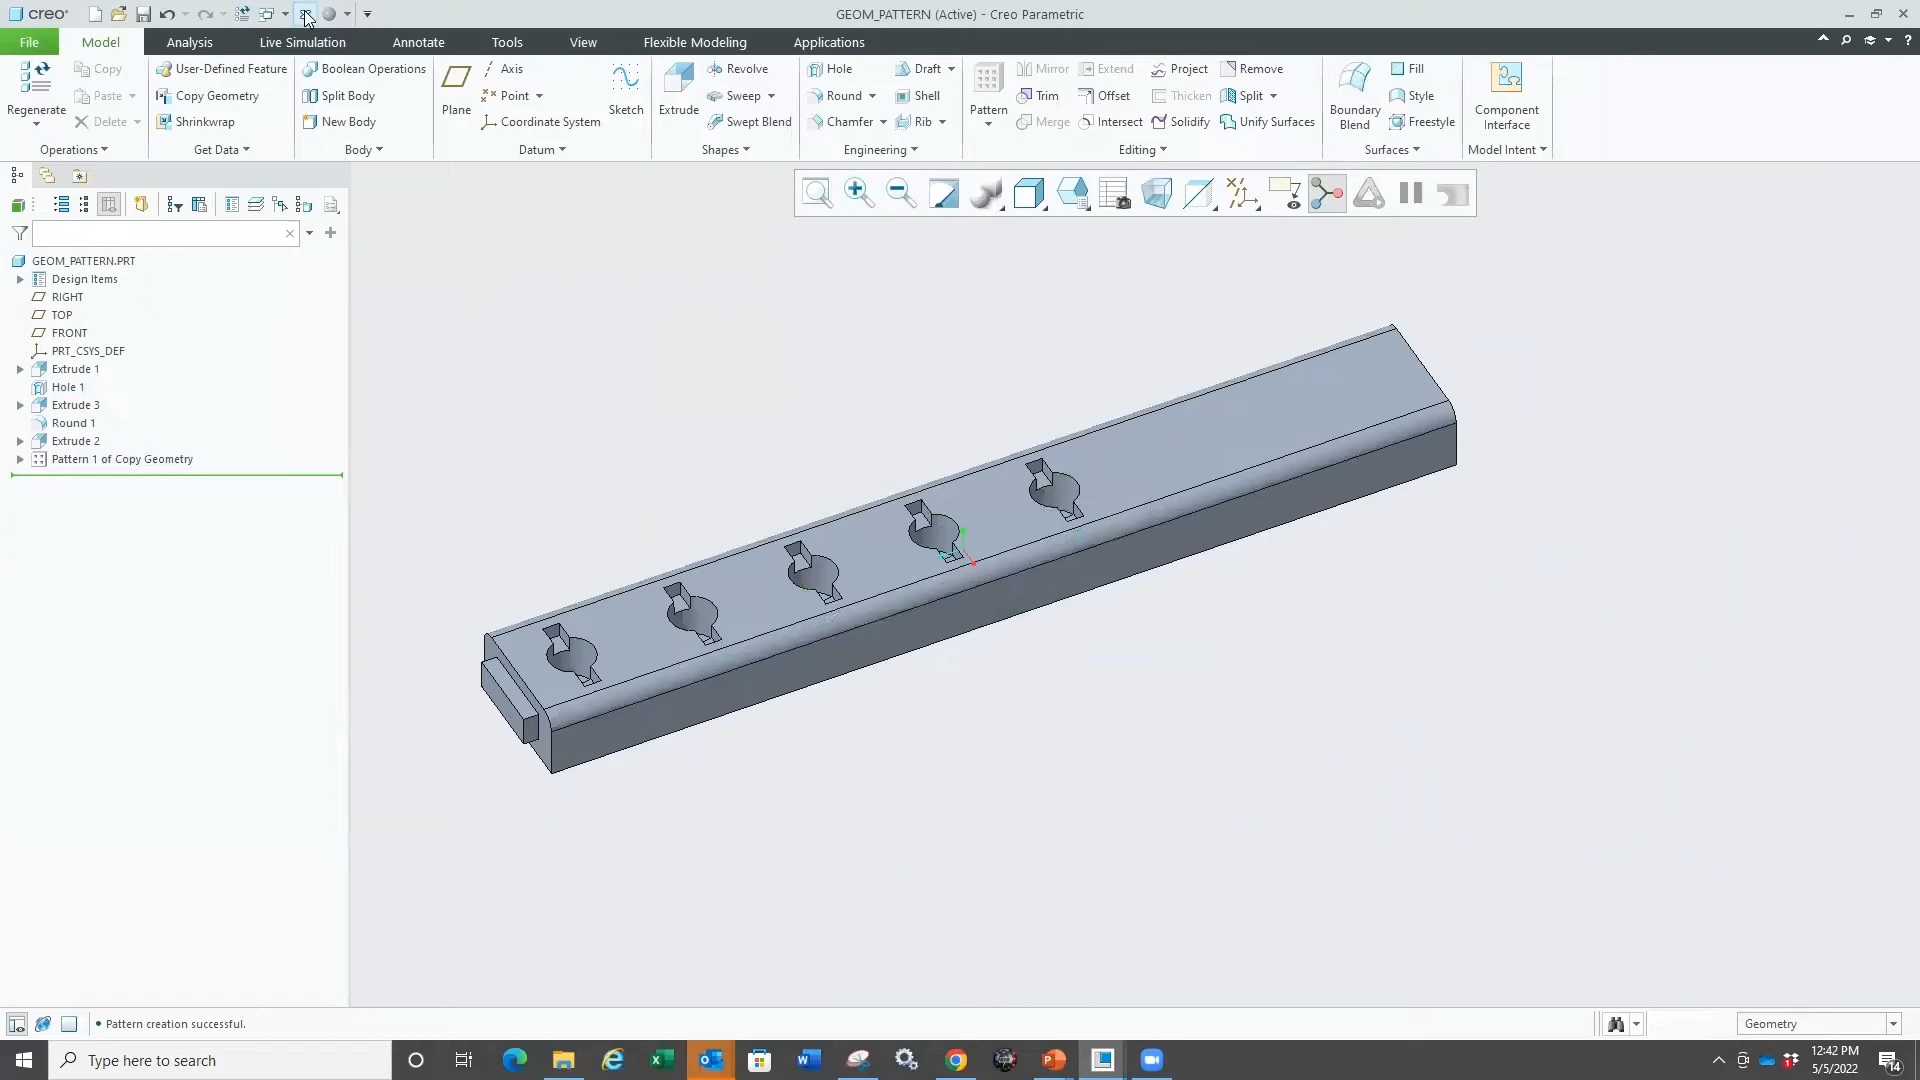 creo
GEOM_PATTERN (Active) - Creo Parametric
File
Model
Analysis
Live Simulation
Annotate
Tools
View
Flexible Modeling
Applications
Regenerate
Copy
Paste
Delete
Operations
User-Defined Feature
Copy Geometry
Shrinkwrap
Get Data
Boolean Operations
Split Body
New Body
Body
Plane
Axis
Point
Coordinate System
Sketch
Datum
Extrude
Revolve
Sweep
Swept Blend
Shapes
Hole
Round
Chamfer
Draft
Shell
Rib
Engineering
Pattern
Mirror
Trim
Merge
Extend
Offset
Intersect
Project
Thicken
Solidify
Remove
Split
Unify Surfaces
Editing
Boundary
Blend
Fill
Style
Freestyle
Surfaces
Component
Interface
Model Intent
GEOM_PATTERN.PRT
Design Items
RIGHT
TOP
FRONT
PRT_CSYS_DEF
Extrude 1
Hole 1
Extrude 3
Round 1
Extrude 2
Pattern 1 of Copy Geometry
• Pattern creation successful.
Geometry
Type here to search
12:42 PM
5/5/2022
14